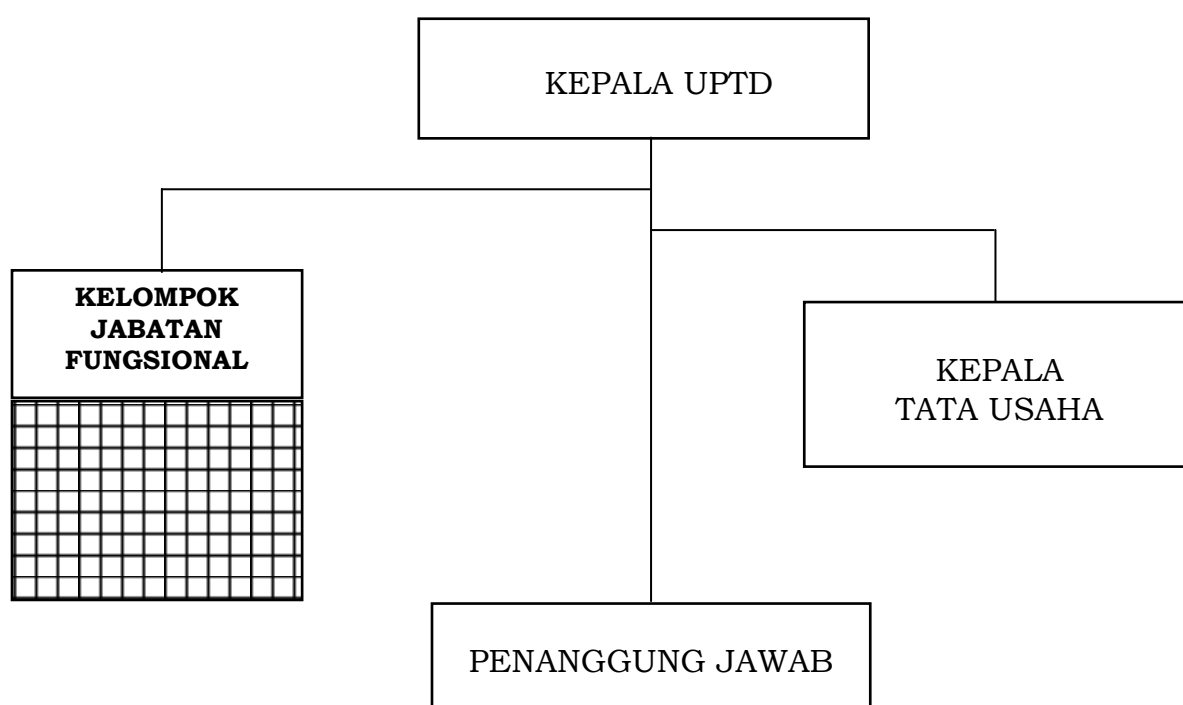 KEPALA UPTD
KELOMPOK
JABATAN
FUNGSIONAL
KEPALA
TATA USAHA
PENANGGUNG JAWAB